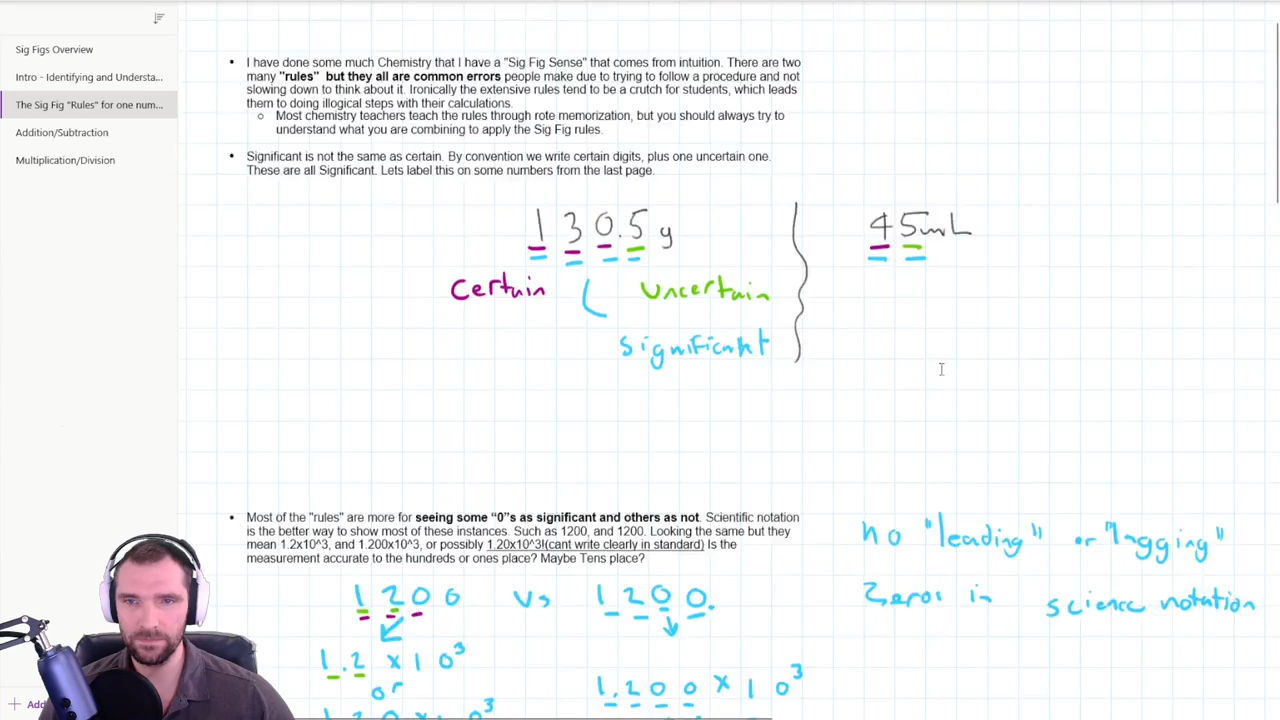 Sig Figs Overview
Intro - Identifying and Understa...
The Sig Fig "Rules" for one num...
Addition/Subtraction
Multiplication/Division
Add
• I have done some much Chemistry that I have a "Sig Fig Sense" that comes from intuition. There are two
many "rules" but they all are common errors people make due to trying to follow a procedure and not
slowing down to think about it. Ironically the extensive rules tend to be a crutch for students, which leads
them to doing illogical steps with their calculations.
○ Most chemistry teachers teach the rules through rote memorization, but you should always try to
understand what you are combining to apply the Sig Fig rules.
• Significant is not the same as certain. By convention we write certain digits, plus one uncertain one.
These are all Significant. Lets label this on some numbers from the last page.
130.5 g
45mL
Certain
uncertain
significant
• Most of the "rules" are more for seeing some "0"s as significant and others as not. Scientific notation
is the better way to show most of these instances. Such as 1200, and 1200. Looking the same but they
mean 1.2x10^3, and 1.200x10^3, or possibly 1.20x10^3!(cant write clearly in standard) Is the
measurement accurate to the hundreds or ones place? Maybe Tens place?
no "leading" or "lagging"
Zeros in science notation
1200 vs 1200.
1.2 x 10³
or
1.200 x 10³
1.20 x 10³